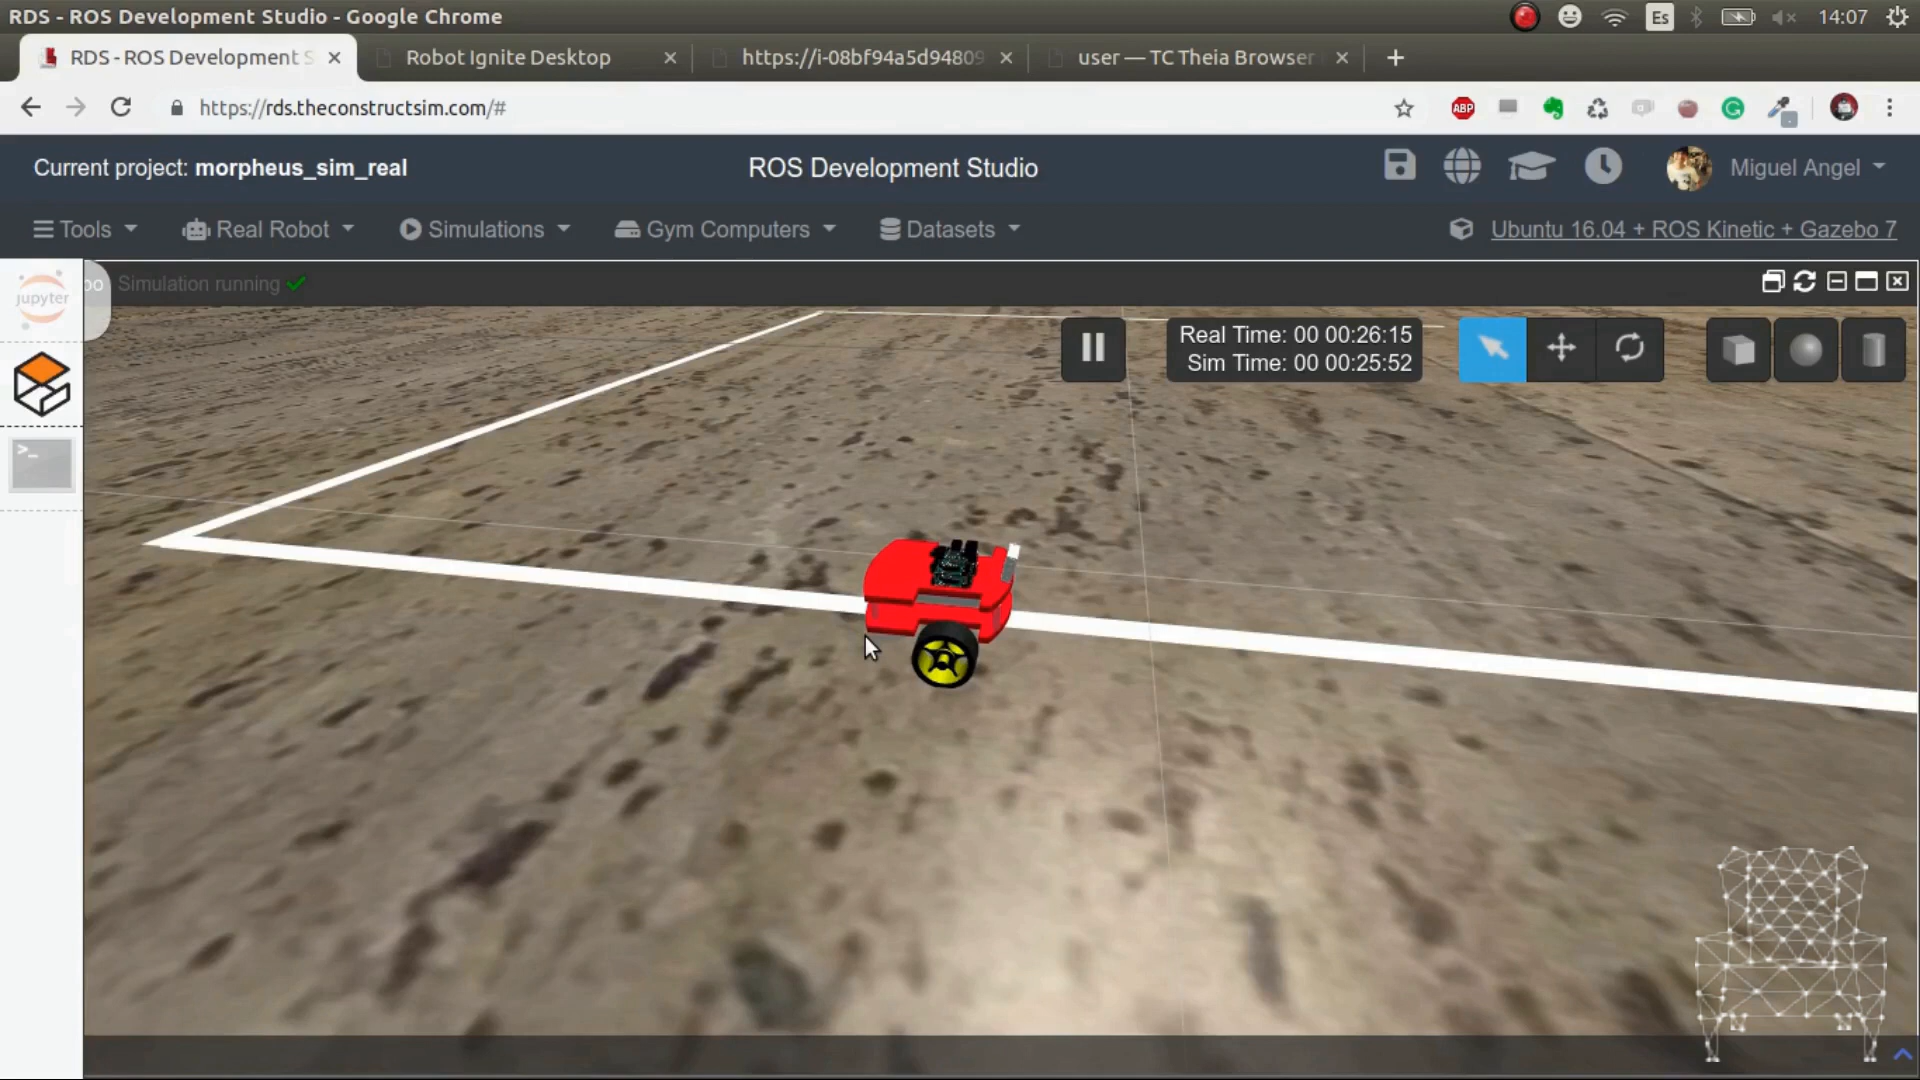 RDS - ROS Development Studio - Google Chrome
Es
14:07
RDS - ROS Development S
Robot Ignite Desktop
https://i-08bf94a5d94809
user — TC Theia Browser
https://rds.theconstructsim.com/#
ABP
Current project: morpheus_sim_real
ROS Development Studio
Miguel Angel
Tools
Real Robot
Simulations
Gym Computers
Datasets
Ubuntu 16.04 + ROS Kinetic + Gazebo 7
jupyter
bo
Simulation running
Real Time: 00 00:26:15
Sim Time: 00 00:25:52
>_